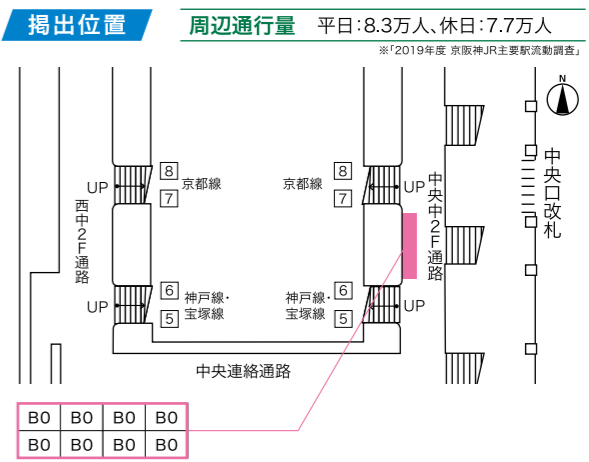 掲出位置
周辺通行量 平日:8.3万人、休日:7.7万人
※「2019年度 京阪神JR主要駅流動調査」
N
8
京都線
7
UP
8
京都線
7
UP
西中2F通路
中央中2F通路
中央口改札
6
神戸線・
宝塚線
5
UP
6
神戸線・
宝塚線
5
UP
中央連絡通路
B0 B0 B0 B0
B0 B0 B0 B0